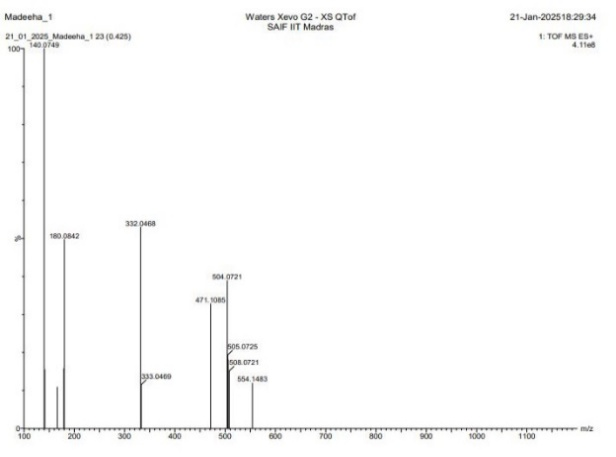 Madeeha_1
Waters Xevo G2 - XS QTof
21-Jan-202518:29:34
SAIF IIT Madras
21_01_2025_Madeeha_1 23 (0.425)
1: TOF MS ES+
4.11e8
100
140.0749
332.0468
%
180.0842
504.0721
471.1085
505.0725
508.0721
333.0469
554.1483
0
100 200 300 400 500 600 700 800 900 1000 1100
m/z